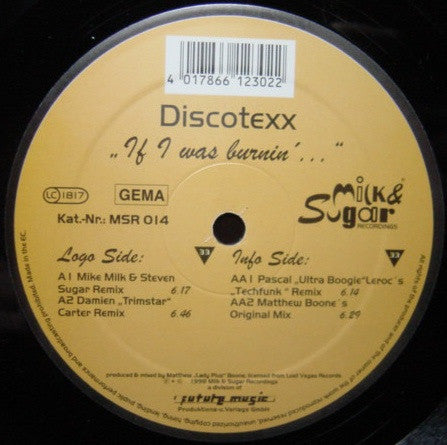 4 017866 123022
Discotexx
„If I was burnin´..."
LC 1817
GEMA
Milk &
Sugar
RECORDINGS
Kat.-Nr.: MSR 014
Logo Side:
33
A1 Mike Milk & Steven
Sugar Remix 6.17
A2 Damien „Trimstar"
Carter Remix 6.46
Info Side:
33
AA1 Pascal „Ultra Boogie"Leroc´s
„Techfunk" Remix 6.14
AA2 Matthew Boone´s
Original Mix 6.29
produced & mixed by Matthew „Lady Plus" Boone, licensed from Lost Vegas Records
1998 Milk & Sugar Recordings
a division of
future music
Produktions-u. Verlags GmbH
Made in the EC.